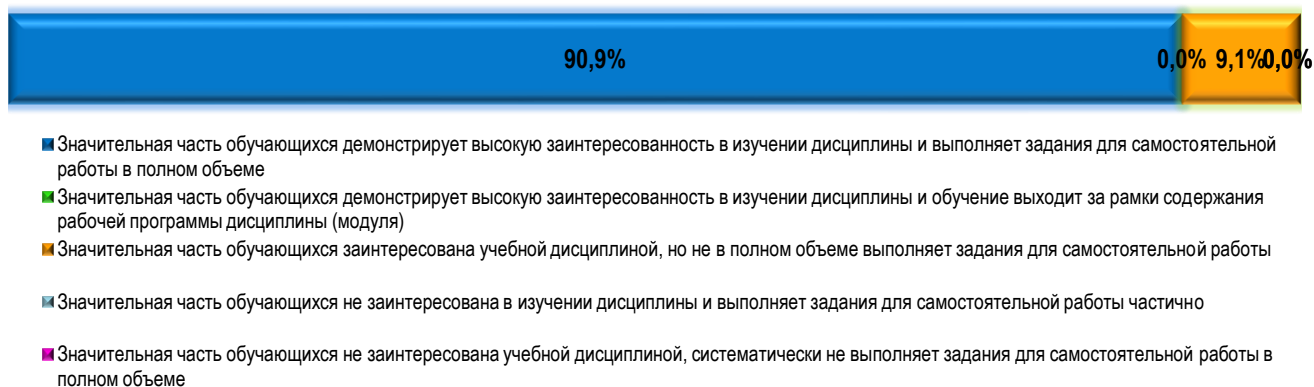 90,9% 0,0% 9,1% 0,0%
Значительная часть обучающихся демонстрирует высокую заинтересованность в изучении дисциплины и выполняет задания для самостоятельной
работы в полном объеме
Значительная часть обучающихся демонстрирует высокую заинтересованность в изучении дисциплины и обучение выходит за рамки содержания
рабочей программы дисциплины (модуля)
Значительная часть обучающихся заинтересована учебной дисциплиной, но не в полном объеме выполняет задания для самостоятельной работы
Значительная часть обучающихся не заинтересована в изучении дисциплины и выполняет задания для самостоятельной работы частично
Значительная часть обучающихся не заинтересована учебной дисциплиной, систематически не выполняет задания для самостоятельной работы в
полном объеме